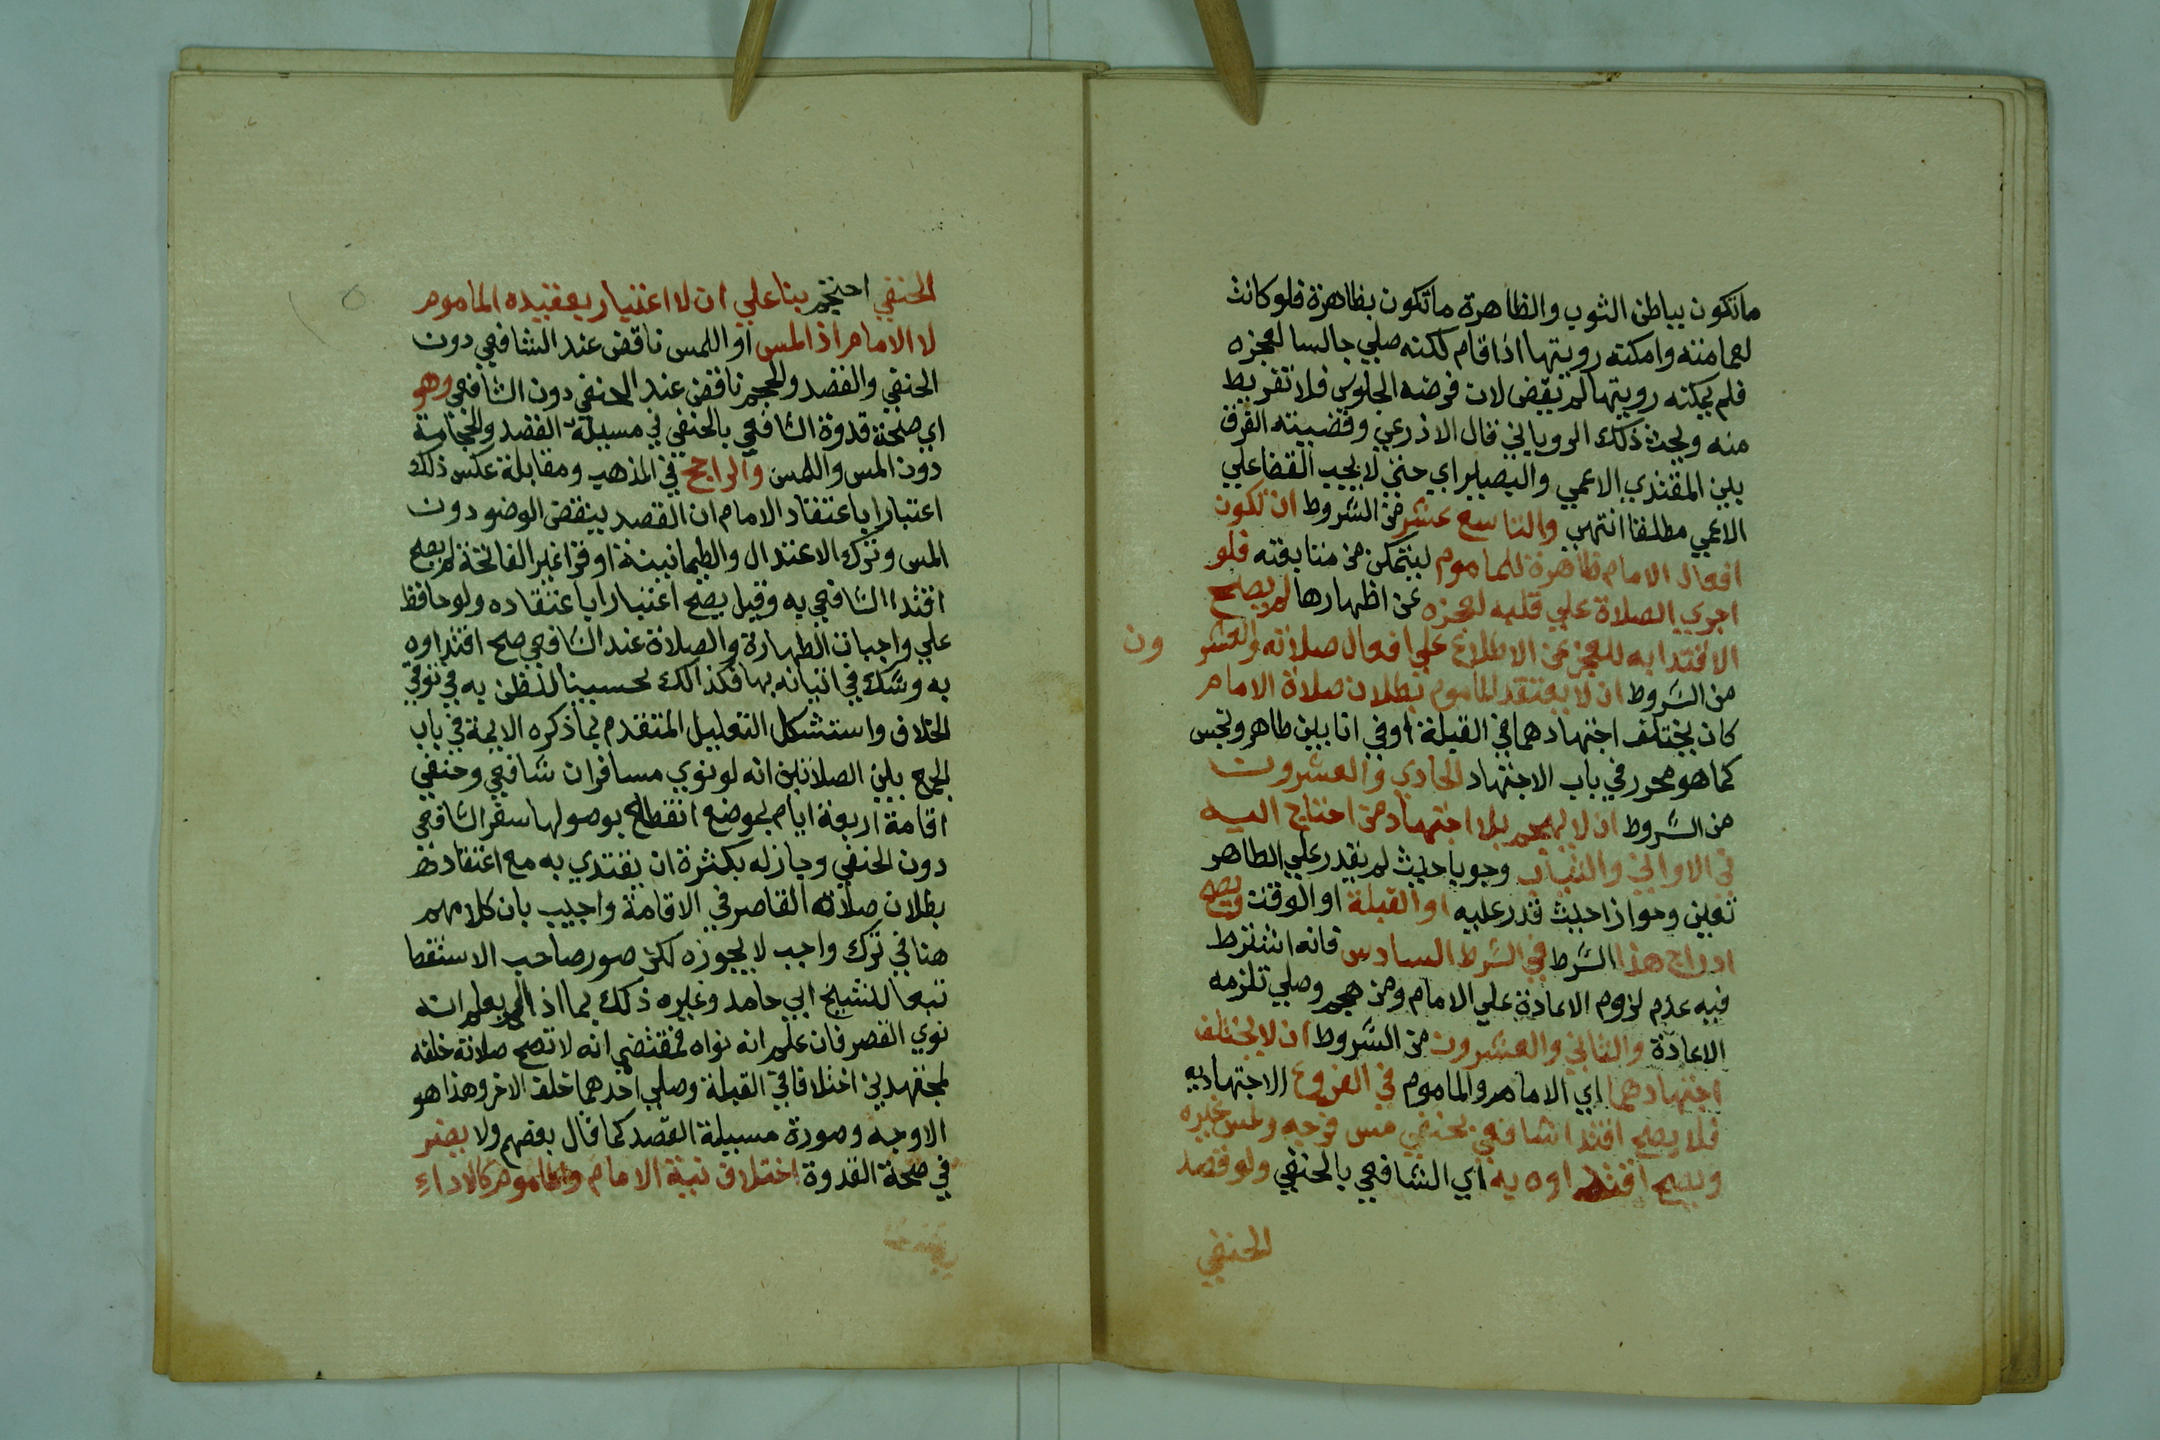 ماتكون بباطن الثوب والظاهرة ماتكون بظاهرة فلو كانت
بعمامته وامكنه رويتها اذا قام لكنه صلي جالسا لعجزه
فلم يمكنه رويتها لم يقض لان فرضه الجلوس فلا تفريط
منه وبحث ذلك الروياني قال الاذرعي وقضيته الفرق
بين المقتدي الاعمي والبصير اي حتي لا يجب القضا علي
الاعمي مطلقا انتهي والتاسع عشر من الشروط ان تكون
افعال الامام ظاهرة للماموم ليتمكن من متابعته فلو
اجري الصلاة علي قلبه لعجزه عن اظهارها لم يصح
الاقتدا به للعجز عن الاطلاع علي افعال صلاته والعشر
ون
من الشروط ان لا يعتقد الماموم بطلان صلاة الامام
كان يختلف اجتهادهما في القبلة او في انا بين طاهر ونجس
كما هو محرر في باب الاجتهاد الحادي والعشرون
من الشروط ان لا يهجم بلا اجتهاد من احتاج اليه
في الاواني والثياب وجوبا حيث لم يقدر علي الطاهر
تعين وجوازا حيث قدر عليه او القبلة او الوقت ويصح
ادراج هذا الشرط في الشرط السادس فانه اشترط
فيه عدم لزوم الاعادة علي الامام ومن هجم وصلي تلزمه
الاعادة والثاني والعشرون من الشروط ان لا يختلف
اجتهادهما اي الامام والماموم في الفروع الاجتهاديه
فلا يصح اقتدا شافعي بحنفي مس فرجه ولمس غيره
ويصح اقتداوه به اي الشافعي بالحنفي ولو فصد
الحنفي
الحنفي احتجم بنا علي ان لا اعتبار بعقيده الماموم
لا الامام اذ المس او اللمس ناقض عند الشافعي دون
الحنفي والفصد والحجم ناقض عند الحنفي دون الشافعي وهو
اي صحة قدوة الشافعي بالحنفي في مسيلة الفصد والحجامة
دون المس واللمس والراجح في المذهب ومقابلة عكس ذلك
اعتبارا باعتقاد الامام ان الفصد ينقض الوضو دون
المس وترك الاعتدال والطمانينة او قرا غير الفاتحة لم يصح
اقتدا الشافعي به وقيل يصح اعتبارا باعتقاده ولو حافظ
علي واجبات الطهارة والصلاة عند الشافعي صح اقتداوه
به وشك في اتيانه بها فكذالك تحسينا للظن به في توقي
الخلاف واستشكل التعليل المتقدم بما ذكره الايمة في باب
الجمع بين الصلاتين انه لو نوي مسافران شافعي وحنفي
اقامة اربعة ايام بموضع انقطع بوصولها سفر الشافعي
دون الحنفي وجاز له بكثرة ان يقتدي به مع اعتقاده
بطلان صلاة القاصر في الاقامة واجيب بان كلامهم
هنا في ترك واجب لا يجوزه لكن صور صاحب الاستقصا
تبعا للشيخ ابي حامد وغيره ذلك بما اذا لم يعلم انه
نوي القصر فان علم انه نواه فمقتضي انه لا تصح صلاته خلفه
لمجتهدين اختلافا في القبلة وصلي احدهما خلف الاخر وهذا هو
الاوجه وصورة مسيلة الفصد كما قال بعضهم ولا يضر
في صحة القدوة اختلاف نية الامام والماموم كالاداء